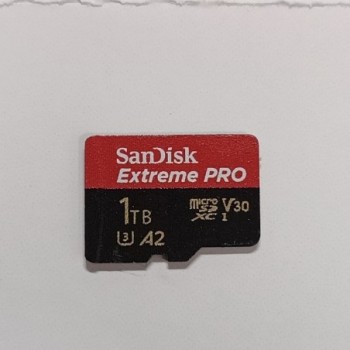 SanDisk
Extreme PRO
1TB
micro SD XC I V30
3 A2